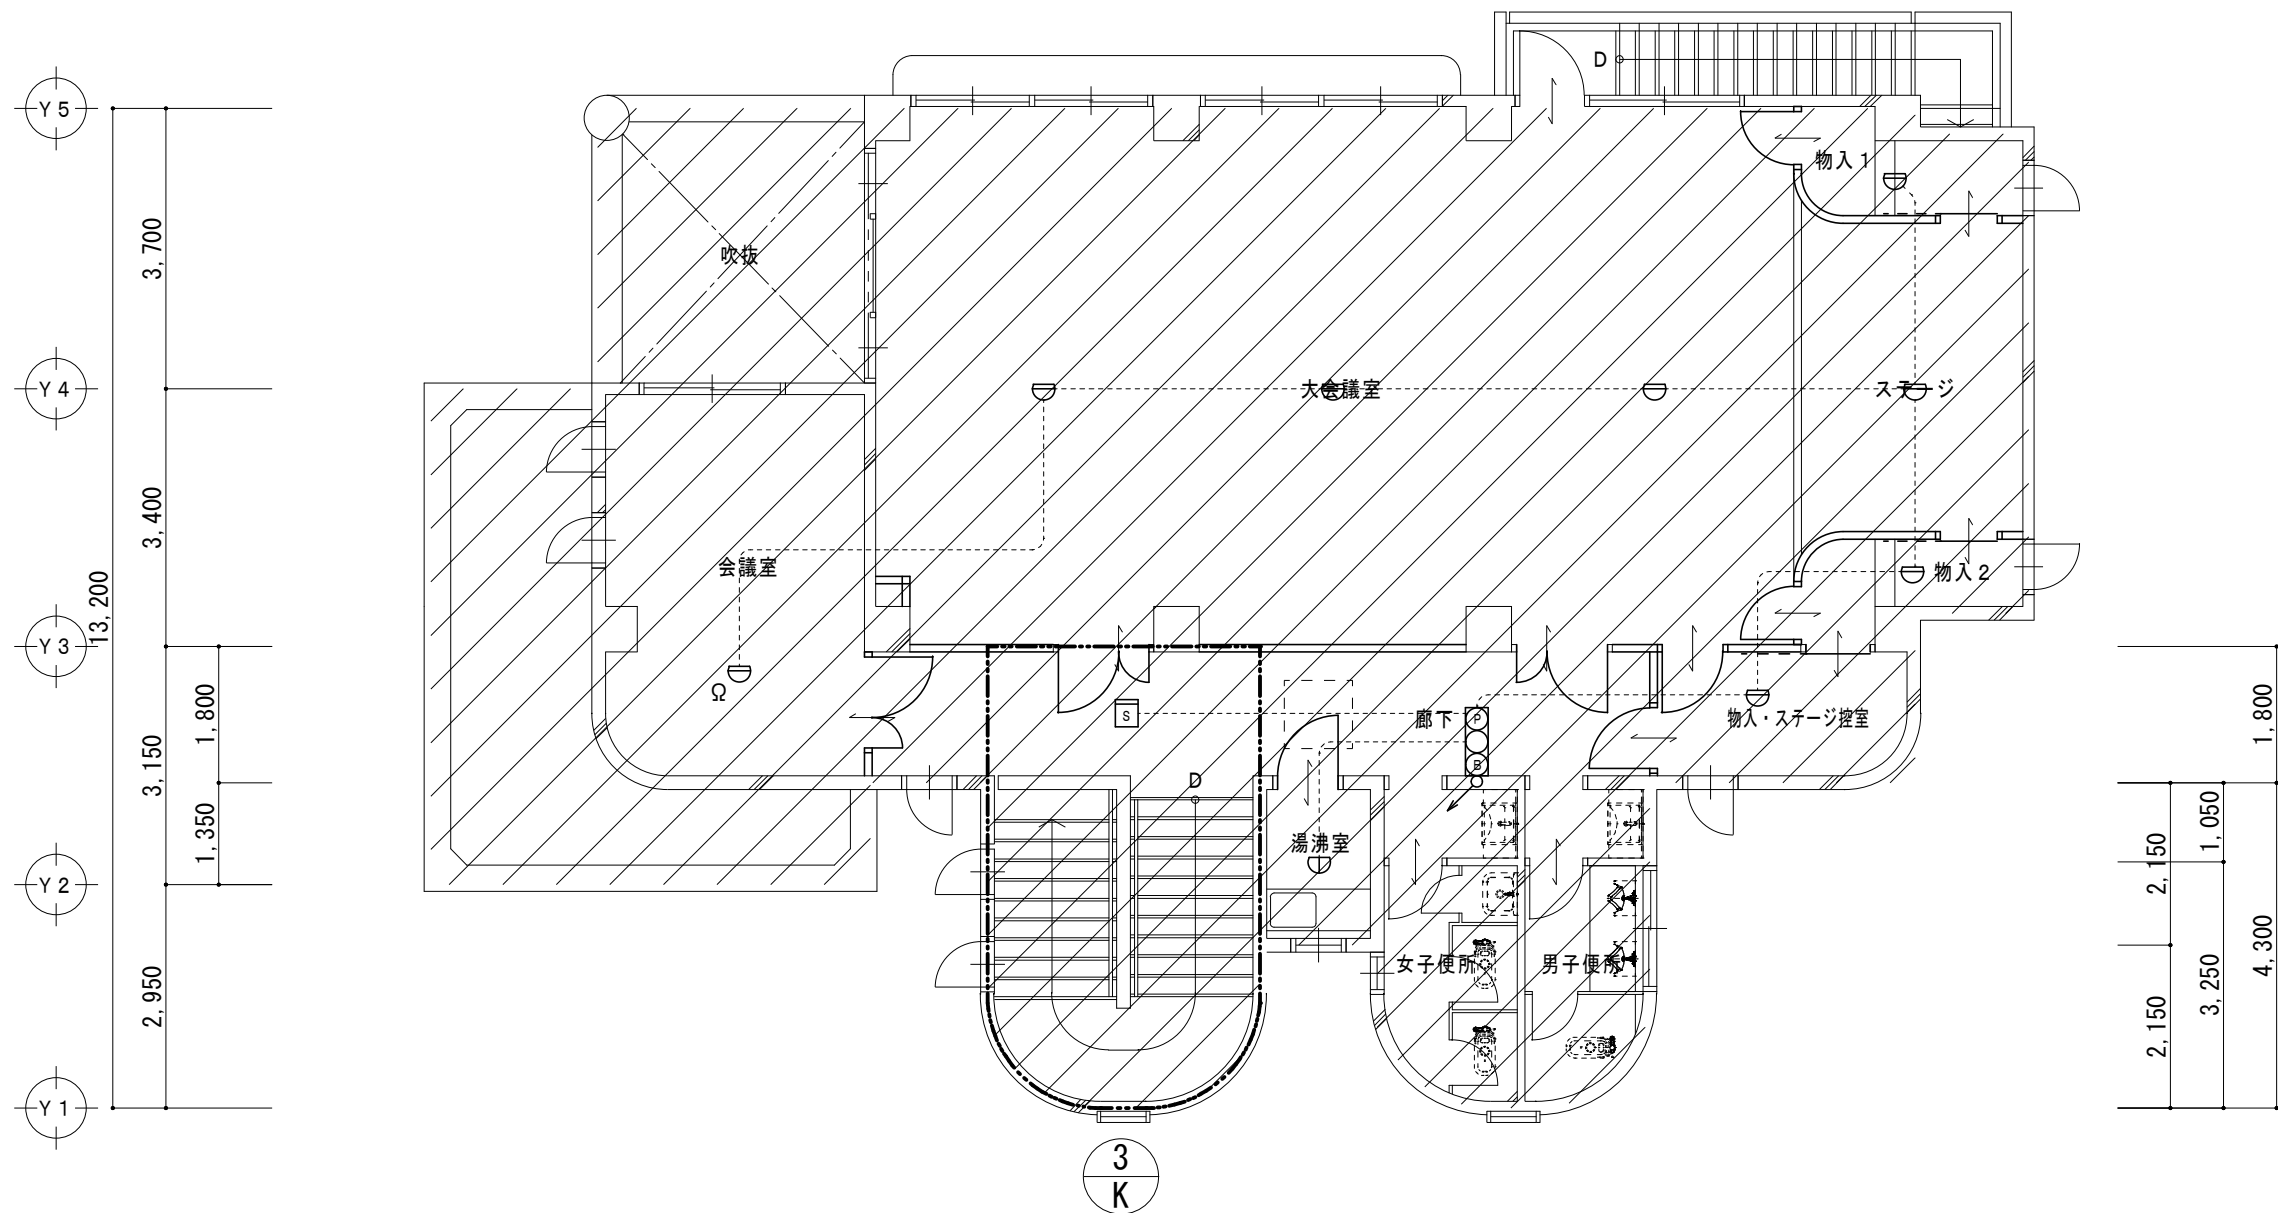 D
Y5
物入1
3,700
吹抜
Y4
大会議室
ステージ
3,400
13,200
会議室
物入2
Y3
Ω
1,800
S
廊下
P
物入・ステージ控室
1,800
3,150
B
D
1,350
湯沸室
2,150
1,050
Y2
女子便所
男子便所
2,950
2,150
3,250
4,300
Y1
3
K